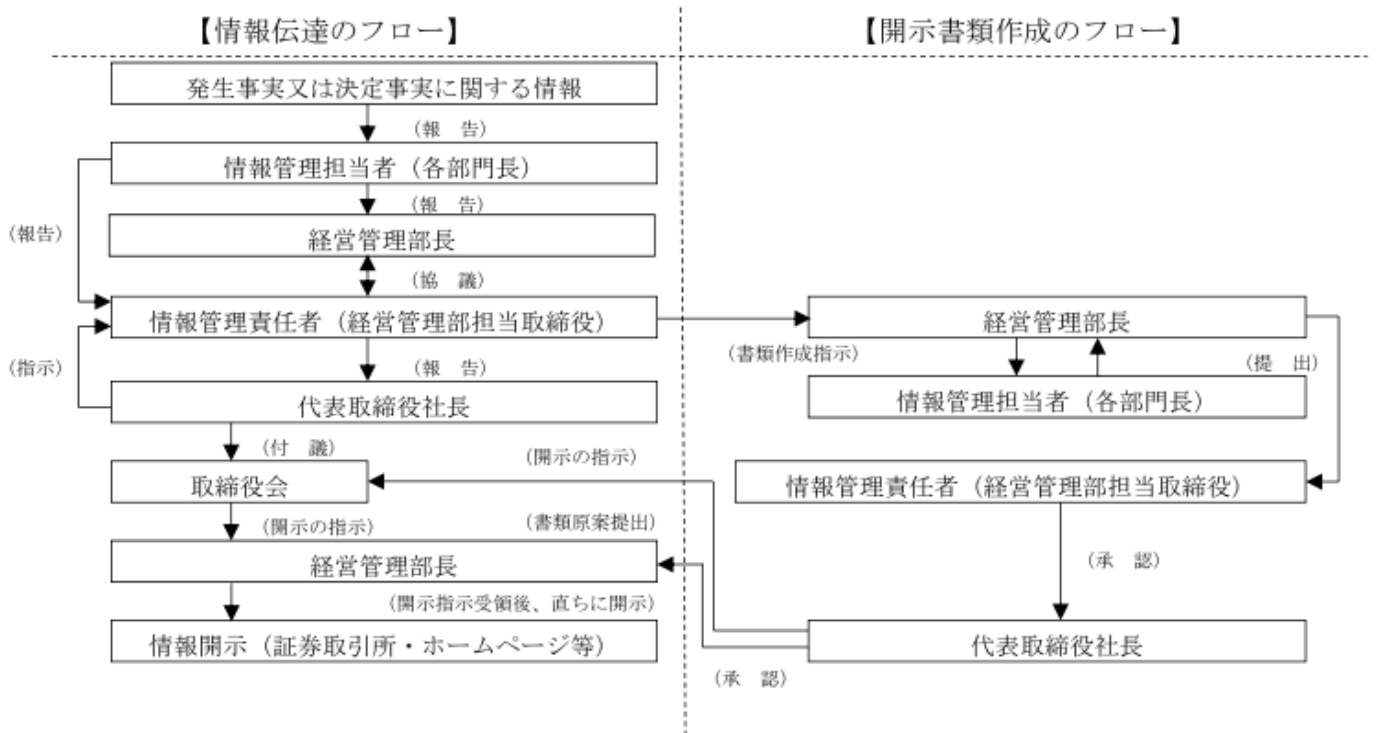 【情報伝達のフロー】
【開示書類作成のフロー】
発生事実又は決定事実に関する情報
(報　告)
情報管理担当者（各部門長）
(報　告)
(報告)
経営管理部長
(協　議)
情報管理責任者（経営管理部担当取締役）
(指示)
(報　告)
代表取締役社長
(付　議)
取締役会
(開示の指示)
経営管理部長
(開示指示受領後、直ちに開示)
情報開示（証券取引所・ホームページ等）
経営管理部長
(書類作成指示)
(提　出)
情報管理担当者（各部門長）
(開示の指示)
情報管理責任者（経営管理部担当取締役）
(書類原案提出)
(承　認)
代表取締役社長
(承　認)